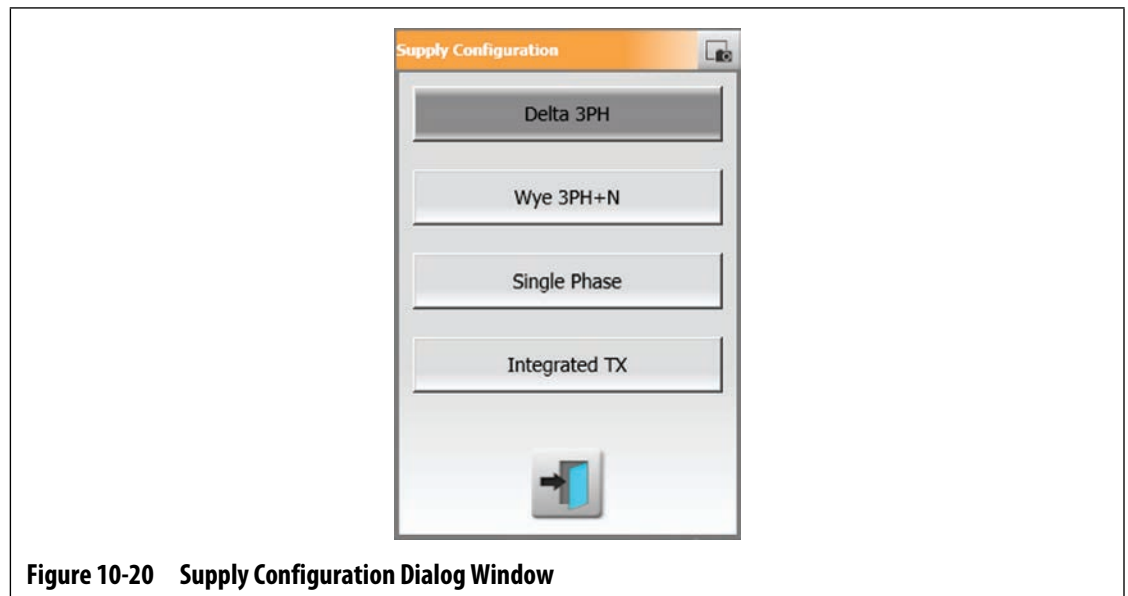 Supply Configuration
Delta 3PH
Wye 3PH+N
Single Phase
Integrated TX
Figure 10-20 Supply Configuration Dialog Window